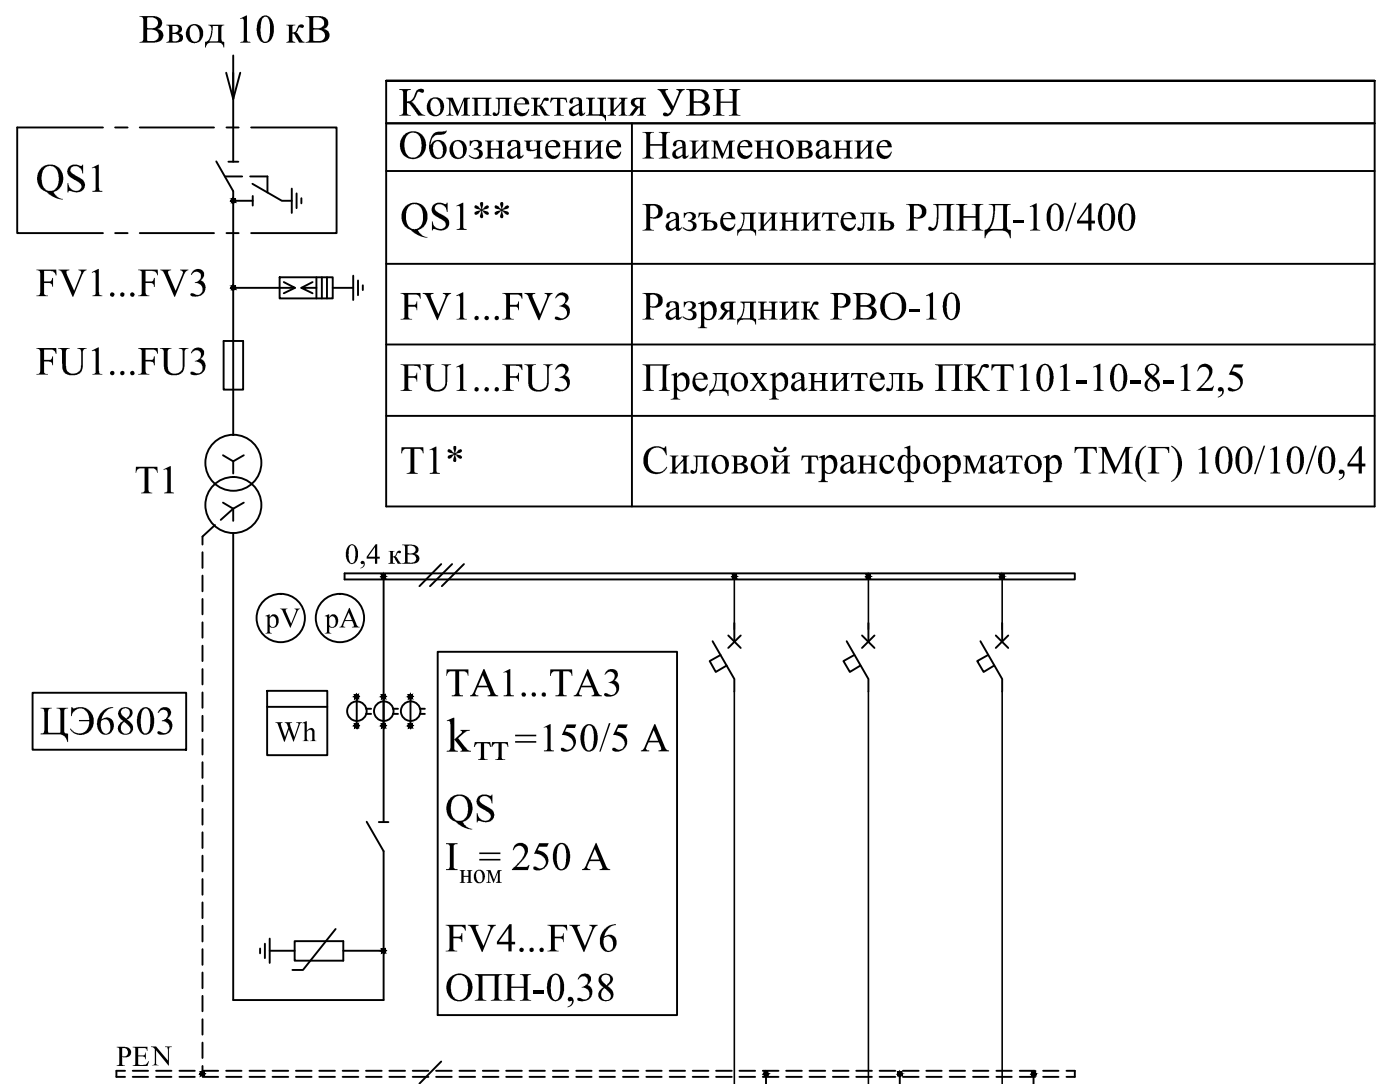 Ввод 10 кВ
Комплектация УВН
Обозначение Наименование
QS1
QS1** Разъединитель РЛНД-10/400
FV1...FV3
FV1...FV3 Разрядник РВО-10
FU1...FU3
FU1...FU3 Предохранитель ПКТ101-10-8-12,5
T1
T1* Силовой трансформатор ТМ(Г) 100/10/0,4
0,4 кВ
pV pA
ЦЭ6803
Wh
TA1...TA3
kТТ=150/5 А
QS
Iном= 250 А
FV4...FV6
ОПН-0,38
PEN